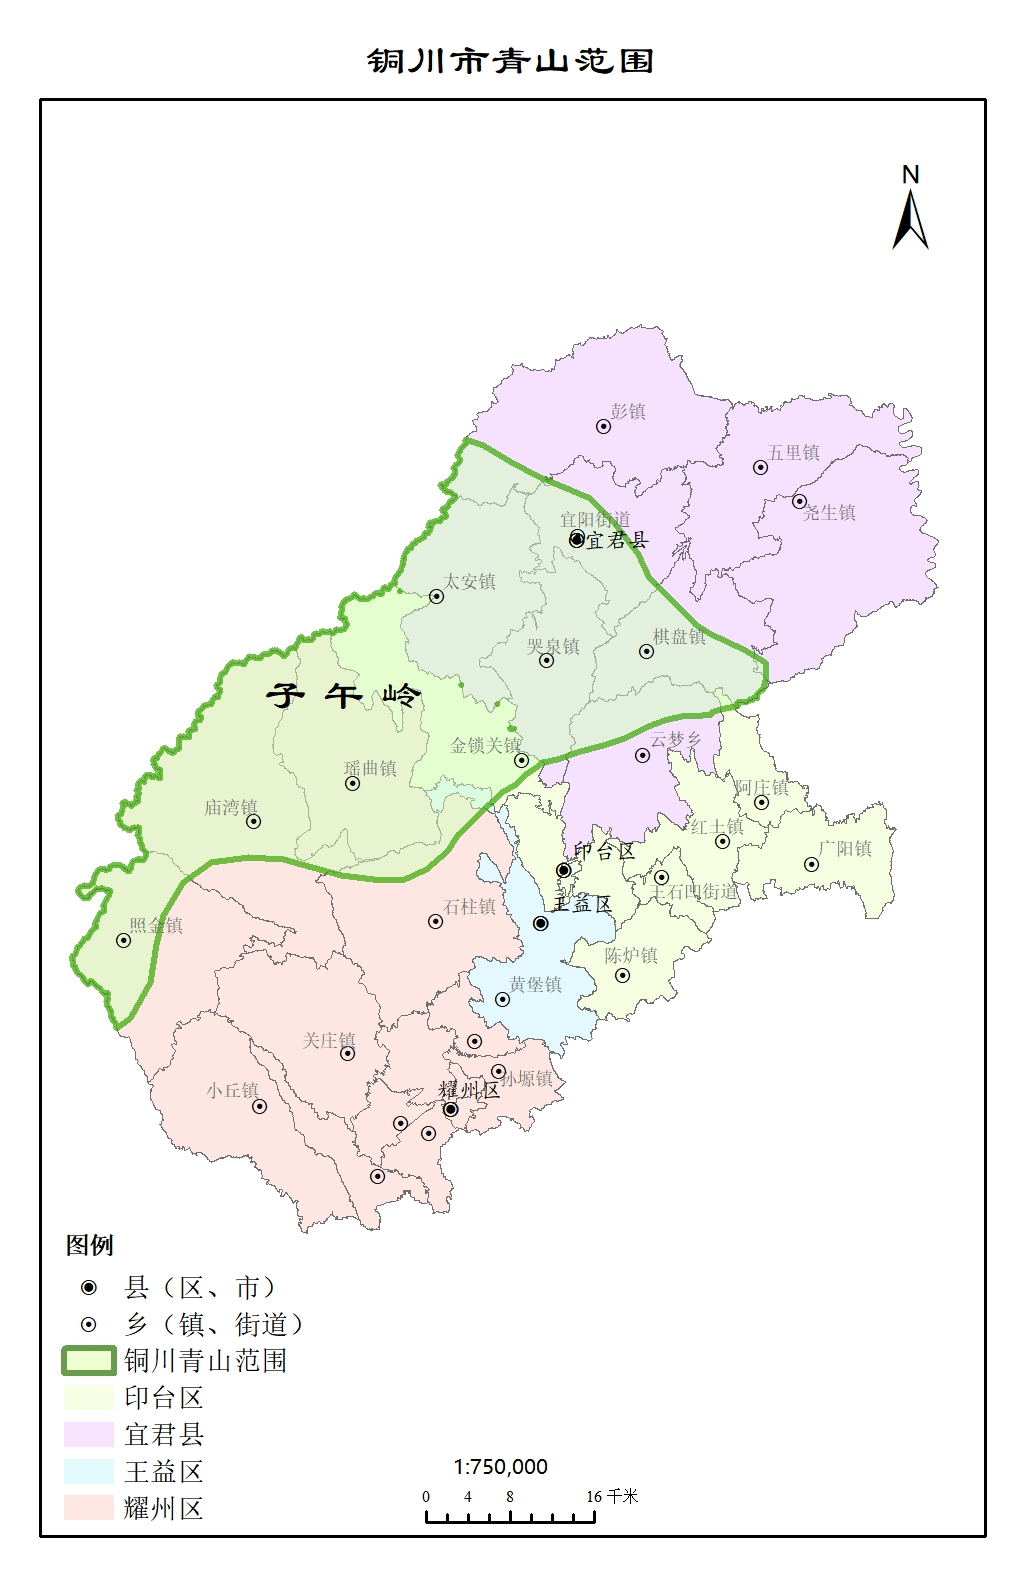 铜川市青山范围
N
彭镇
五里镇
尧生镇
宜阳街道
宜君县
太安镇
哭泉镇
棋盘镇
子午岭
金锁关镇
云梦乡
瑶曲镇
庙湾镇
阿庄镇
红土镇
印台区
广阳镇
王石凹街道
王益区
石柱镇
照金镇
陈炉镇
黄堡镇
关庄镇
孙塬镇
小丘镇
耀州区
图例
县（区、市）
乡（镇、街道）
铜川青山范围
印台区
宜君县
王益区
耀州区
1:750,000
0 4 8 16 千米